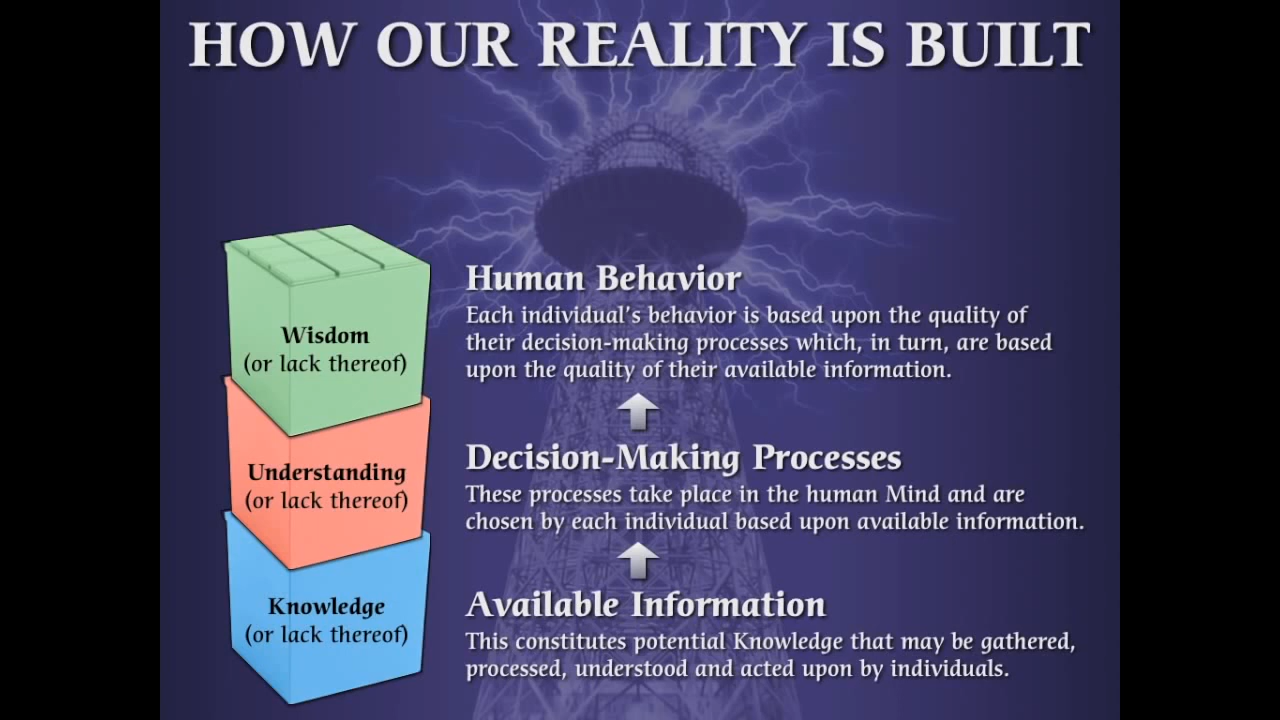 HOW OUR REALITY IS BUILT
Wisdom
(or lack thereof)
Human Behavior
Each individual's behavior is based upon the quality of
their decision-making processes which, in turn, are based
upon the quality of their available information.
Understanding
(or lack thereof)
Decision-Making Processes
These processes take place in the human Mind and are
chosen by each individual based upon available information.
Knowledge
(or lack thereof)
Available Information
This constitutes potential Knowledge that may be gathered,
processed, understood and acted upon by individuals.